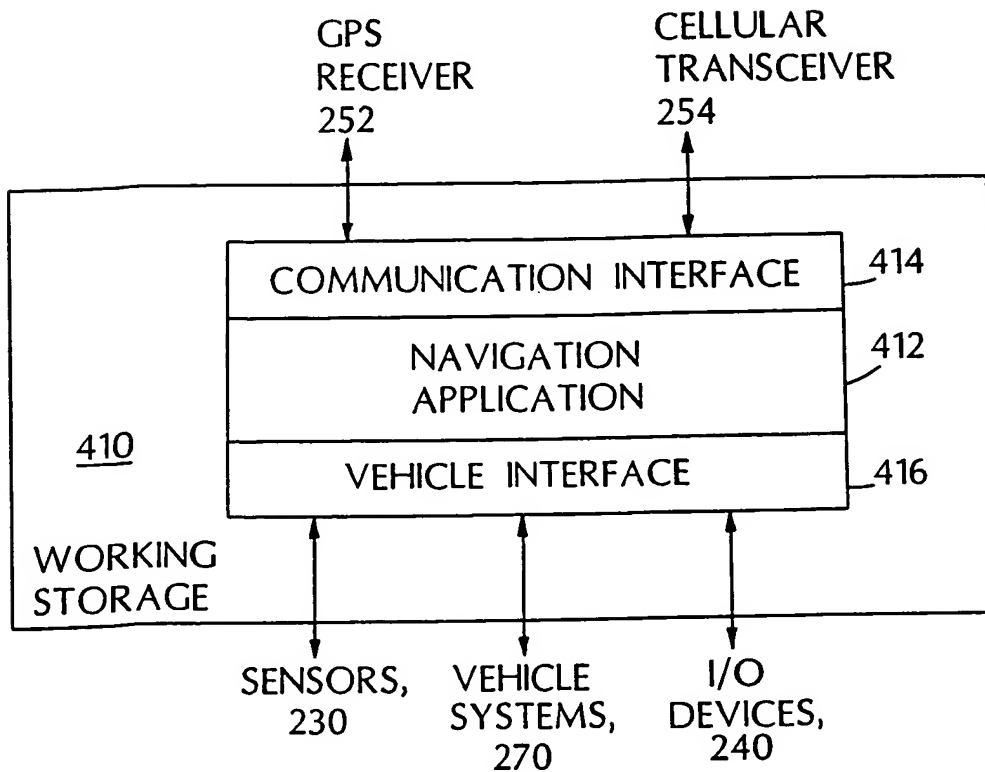 GPS
RECEIVER
252
CELLULAR
TRANSCEIVER
254
COMMUNICATION INTERFACE
414
NAVIGATION
APPLICATION
412
VEHICLE INTERFACE
416
410
WORKING
STORAGE
SENSORS,
230
VEHICLE
SYSTEMS,
270
I/O
DEVICES,
240